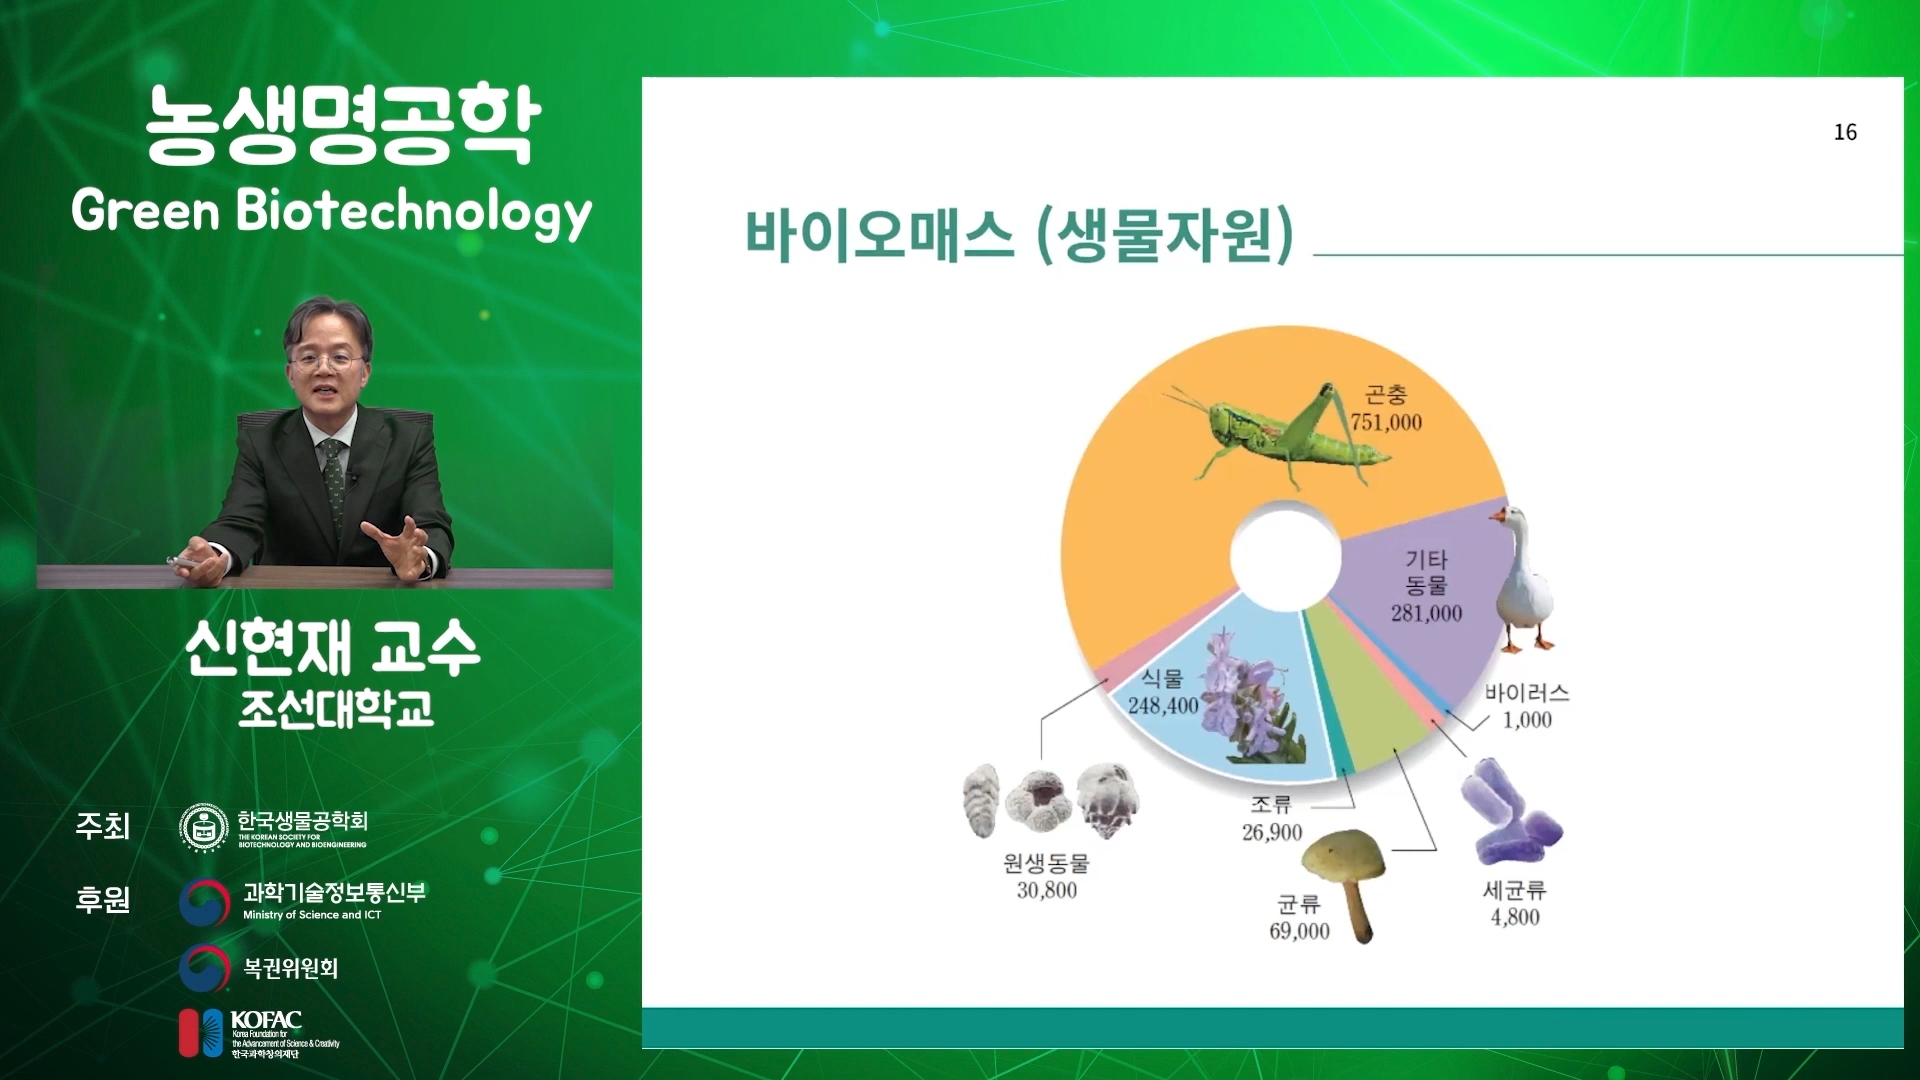 농생명공학
Green Biotechnology
신현재 교수
조선대학교
주최
한국생물공학회
THE KOREAN SOCIETY FOR
BIOTECHNOLOGY AND BIOENGINEERING
후원
과학기술정보통신부
Ministry of Science and ICT
복권위원회
KOFAC
Korea Foundation for
the Advancement of Science & Creativity
한국과학창의재단
16
바이오매스 (생물자원)
곤충
751,000
기타
동물
281,000
바이러스
1,000
세균류
4,800
균류
69,000
조류
26,900
식물
248,400
원생동물
30,800